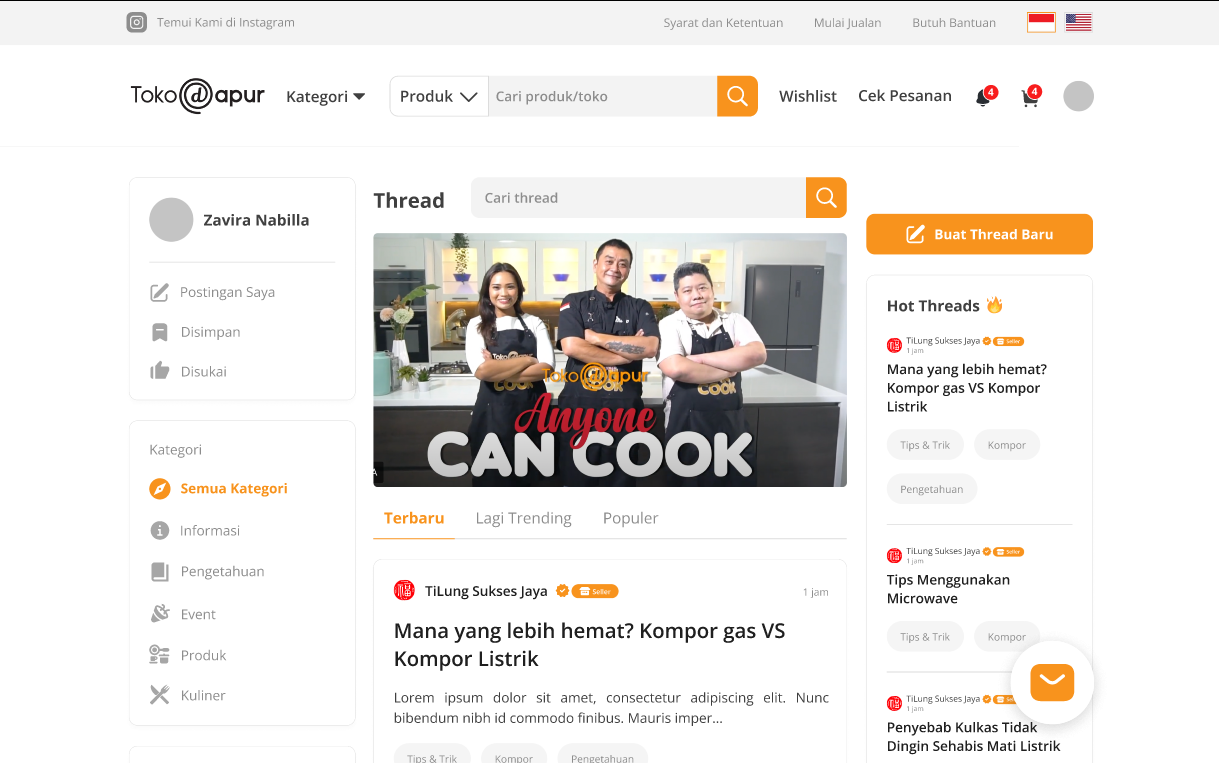 Temui Kami di Instagram
Syarat dan Ketentuan
Mulai Jualan
Butuh Bantuan
Toko@apur
Kategori
Produk
Cari produk/toko
Wishlist
Cek Pesanan
4
4
Zavira Nabilla
Postingan Saya
Disimpan
Disukai
Kategori
Semua Kategori
Informasi
Pengetahuan
Event
Produk
Kuliner
Thread
Cari thread
Toko@apur
Anyone
CAN COOK
Terbaru
Lagi Trending
Populer
TiLung Sukses Jaya
Seller
1 jam
Mana yang lebih hemat? Kompor gas VS
Kompor Listrik
Lorem ipsum dolor sit amet, consectetur adipiscing elit. Nunc
bibendum nibh id commodo finibus. Mauris imper...
Tips & Trik
Kompor
Pengetahuan
Buat Thread Baru
Hot Threads
TiLung Sukses Jaya
Seller
1 jam
Mana yang lebih hemat?
Kompor gas VS Kompor
Listrik
Tips & Trik
Kompor
Pengetahuan
TiLung Sukses Jaya
Seller
1 jam
Tips Menggunakan
Microwave
Tips & Trik
Kompor
TiLung Sukses Jaya
1 jam
Penyebab Kulkas Tidak
Dingin Sehabis Mati Listrik